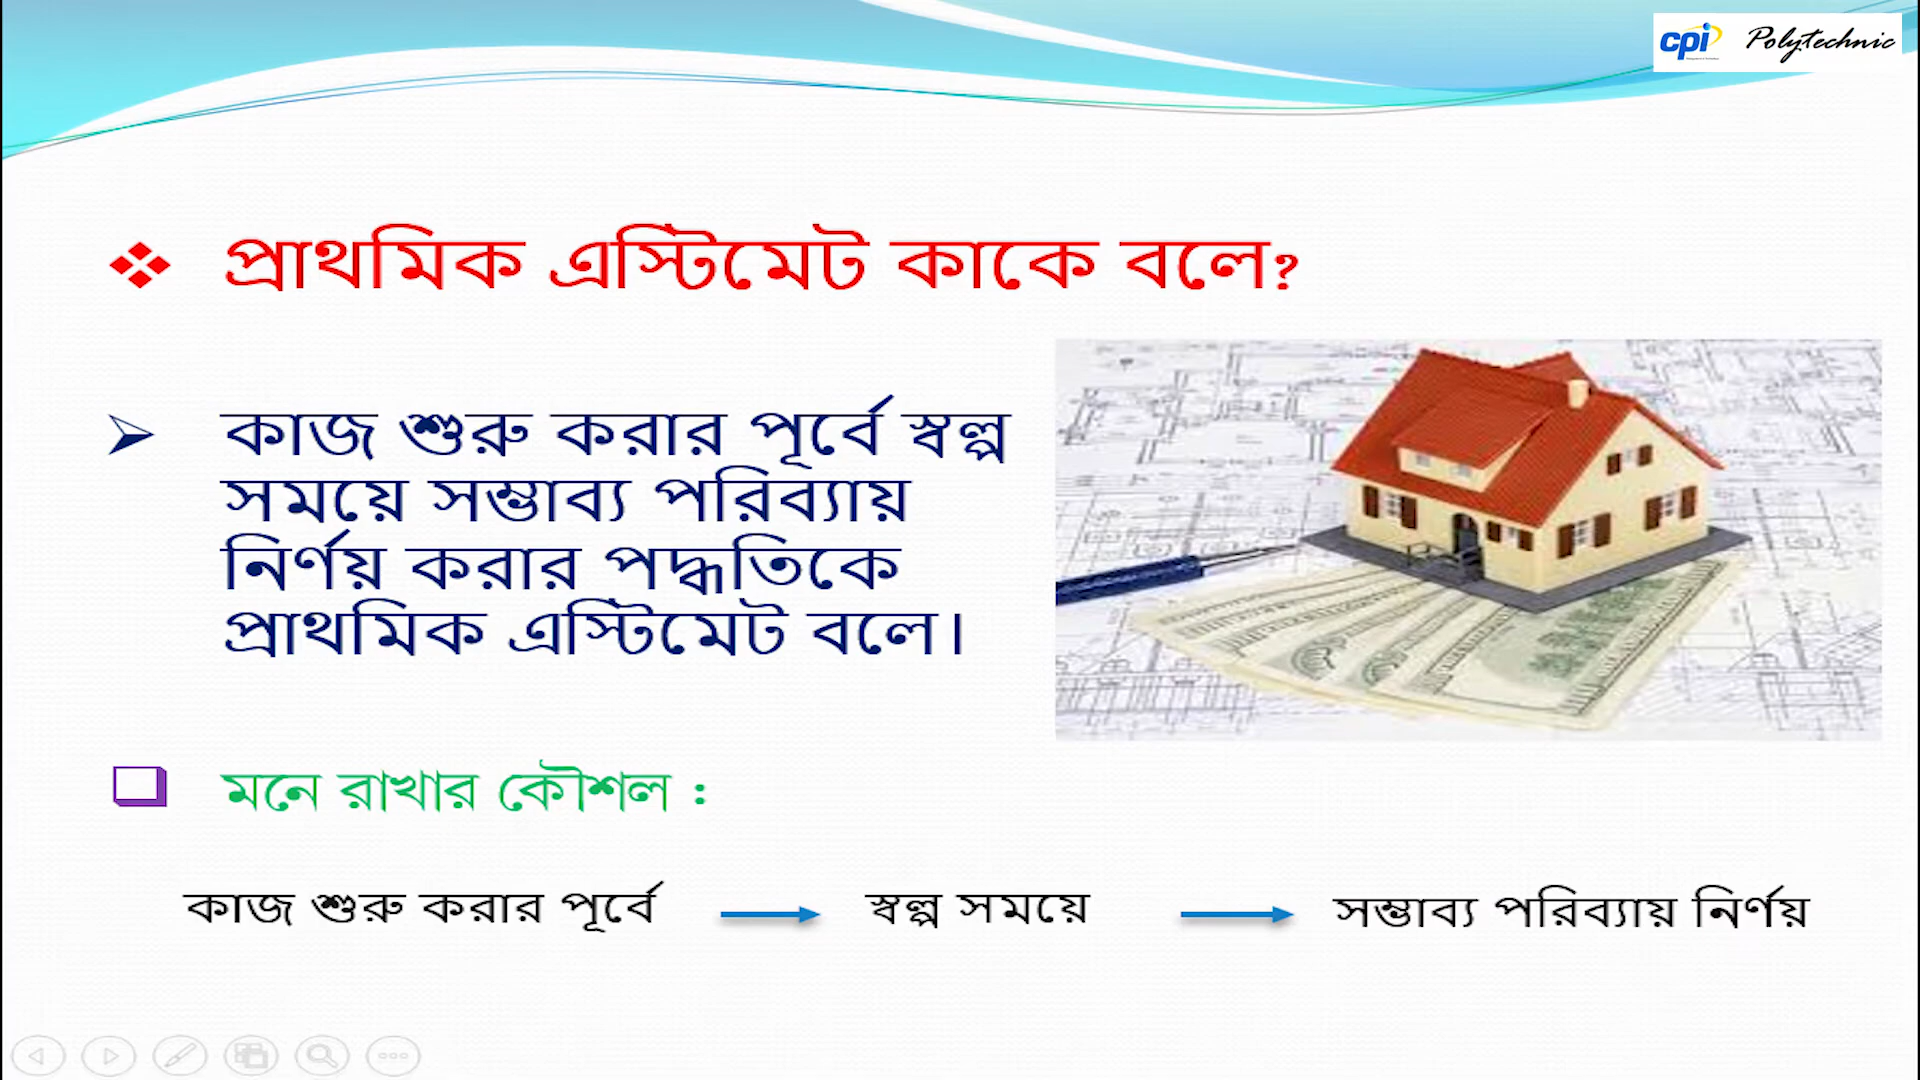 cpi Polytechnic
প্রাথমিক এস্টিমেট কাকে বলে?
কাজ শুরু করার পূর্বে স্বল্প
সময়ে সম্ভাব্য পরিব্যায়
নির্ণয় করার পদ্ধতিকে
প্রাথমিক এস্টিমেট বলে।
মনে রাখার কৌশল :
কাজ শুরু করার পূর্বে স্বল্প সময়ে সম্ভাব্য পরিব্যায় নির্ণয়